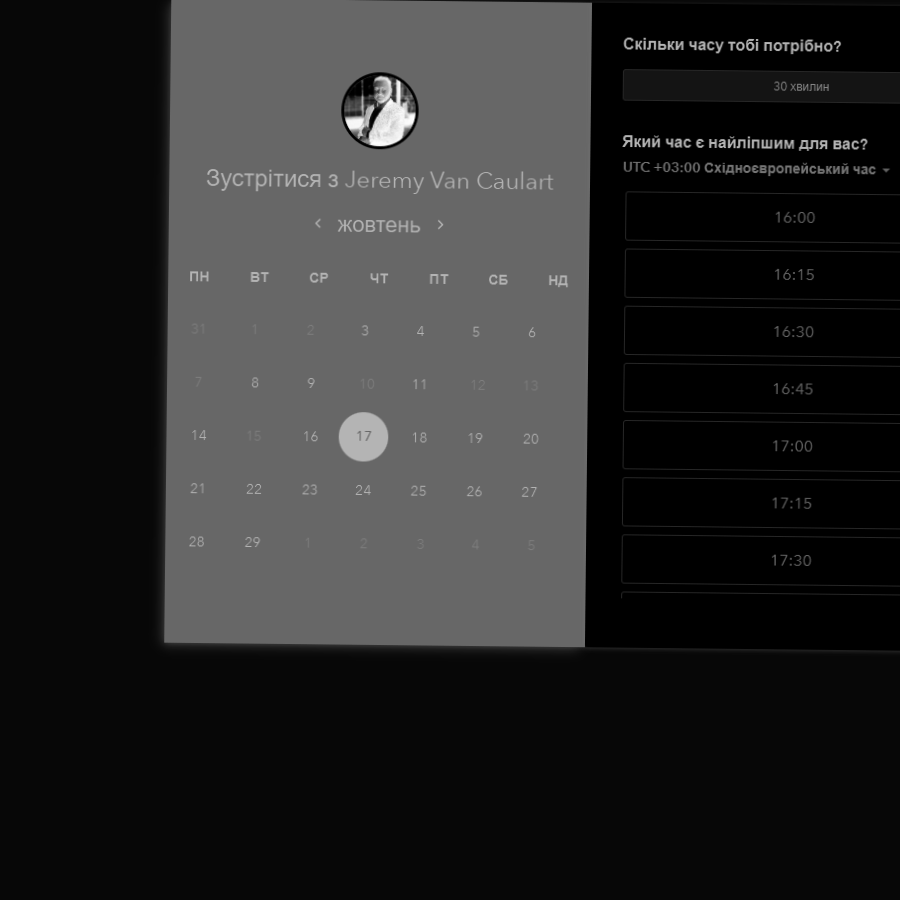 Зустрітися з Jeremy Van Caulart
жовтень
ПН ВТ СР ЧТ ПТ СБ НД
31 1 2 3 4 5 6
7 8 9 10 11 12 13
14 15 16 17 18 19 20
21 22 23 24 25 26 27
28 29 1 2 3 4 5
Скільки часу тобі потрібно?
30 хвилин
Який час є найліпшим для вас?
UTC +03:00 Східноєвропейський час
16:00
16:15
16:30
16:45
17:00
17:15
17:30